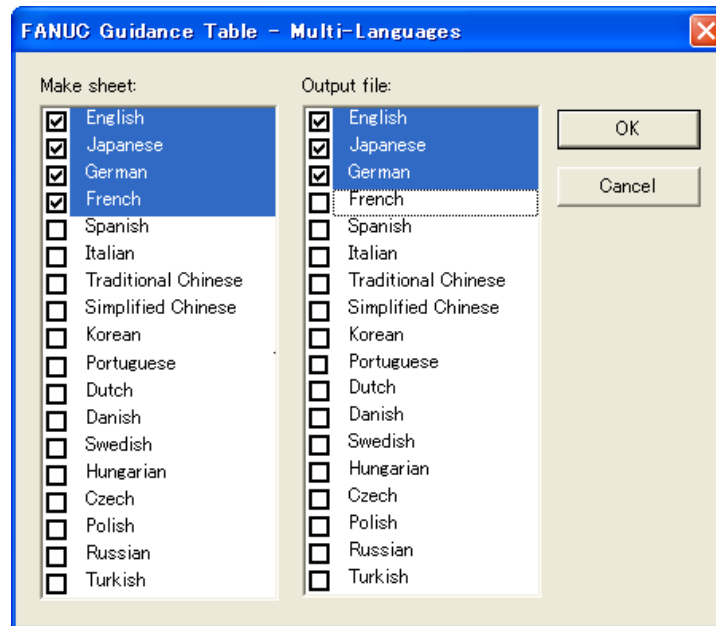 FANUC Guidance Table - Multi-Languages
Make sheet:
English
Japanese
German
French
Spanish
Italian
Traditional Chinese
Simplified Chinese
Korean
Portuguese
Dutch
Danish
Swedish
Hungarian
Czech
Polish
Russian
Turkish
Output file:
English
Japanese
German
French
Spanish
Italian
Traditional Chinese
Simplified Chinese
Korean
Portuguese
Dutch
Danish
Swedish
Hungarian
Czech
Polish
Russian
Turkish
OK
Cancel